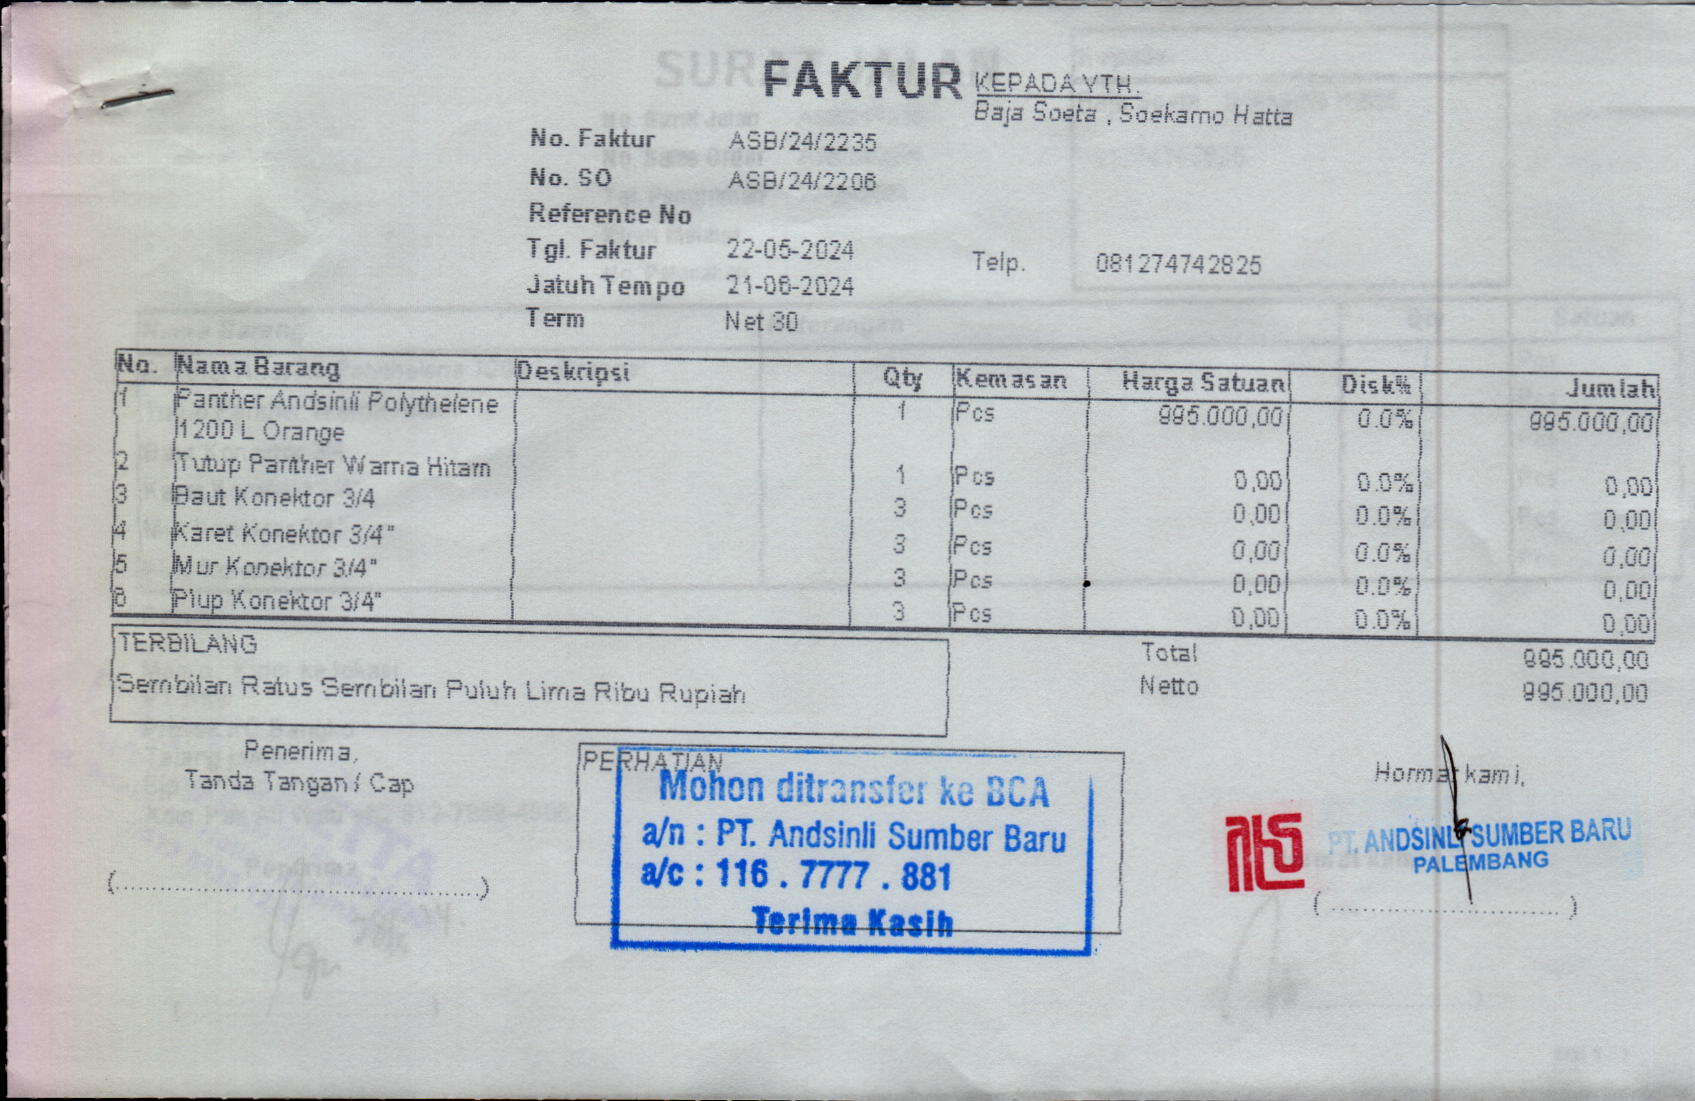 FAKTUR
KEPADA YTH.
Baja Soeta , Soekarno Hatta
No. Faktur ASB/24/2235
No. SO ASB/24/2206
Reference No
Tgl. Faktur 22-05-2024
Telp. 081274742825
Jatuh Tempo 21-06-2024
Term Net 30
No. Nama Barang Deskripsi Qty Kemasan Harga Satuan Disk% Jumlah
1 Panther Andsinli Polythelene 1 Pcs 995.000,00 0.0% 995.000,00
1200 L Orange
2 Tutup Panther Warna Hitam 1 Pcs 0,00 0.0% 0,00
3 Baut Konektor 3/4 3 Pcs 0,00 0.0% 0,00
4 Karet Konektor 3/4" 3 Pcs 0,00 0.0% 0,00
5 Mur Konektor 3/4" 3 Pcs 0,00 0.0% 0,00
6 Plup Konektor 3/4" 3 Pcs 0,00 0.0% 0,00
TERBILANG
Sembilan Ratus Sembilan Puluh Lima Ribu Rupiah
Total 995.000,00
Netto 995.000,00
Penerima,
Tanda Tangan / Cap
(..........................................................)
PERHATIAN
Mohon ditransfer ke BCA
a/n : PT. Andsinli Sumber Baru
a/c : 116 . 7777 . 881
Terima Kasih
Hormat kami,
PT. ANDSINLI SUMBER BARU
PALEMBANG
(.....................................)